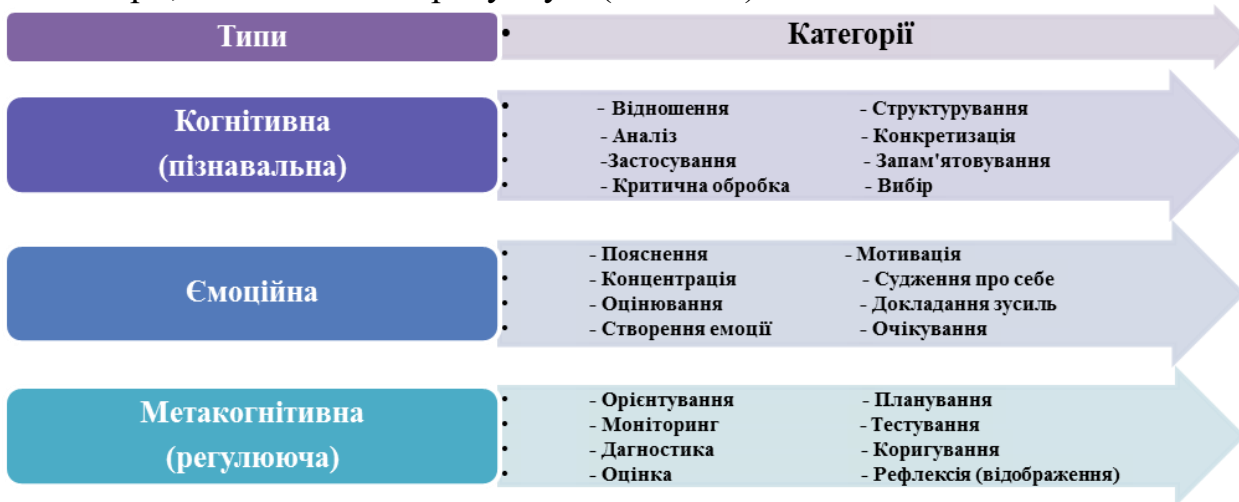 Типи
• Категорії
Когнітивна
(пізнавальна)
• - Відношення - Структурування
• - Аналіз - Конкретизація
• -Застосування - Запам'ятовування
• - Критична обробка - Вибір
Ємоційна
• - Пояснення - Мотивація
• - Концентрація - Судження про себе
• - Оцінювання - Докладання зусиль
• - Створення емоції - Очікування
Метакогнітивна
(регулююча)
• - Орієнтування - Планування
• - Моніторинг - Тестування
• - Дагностика - Коригування
• - Оцінка - Рефлексія (відображення)